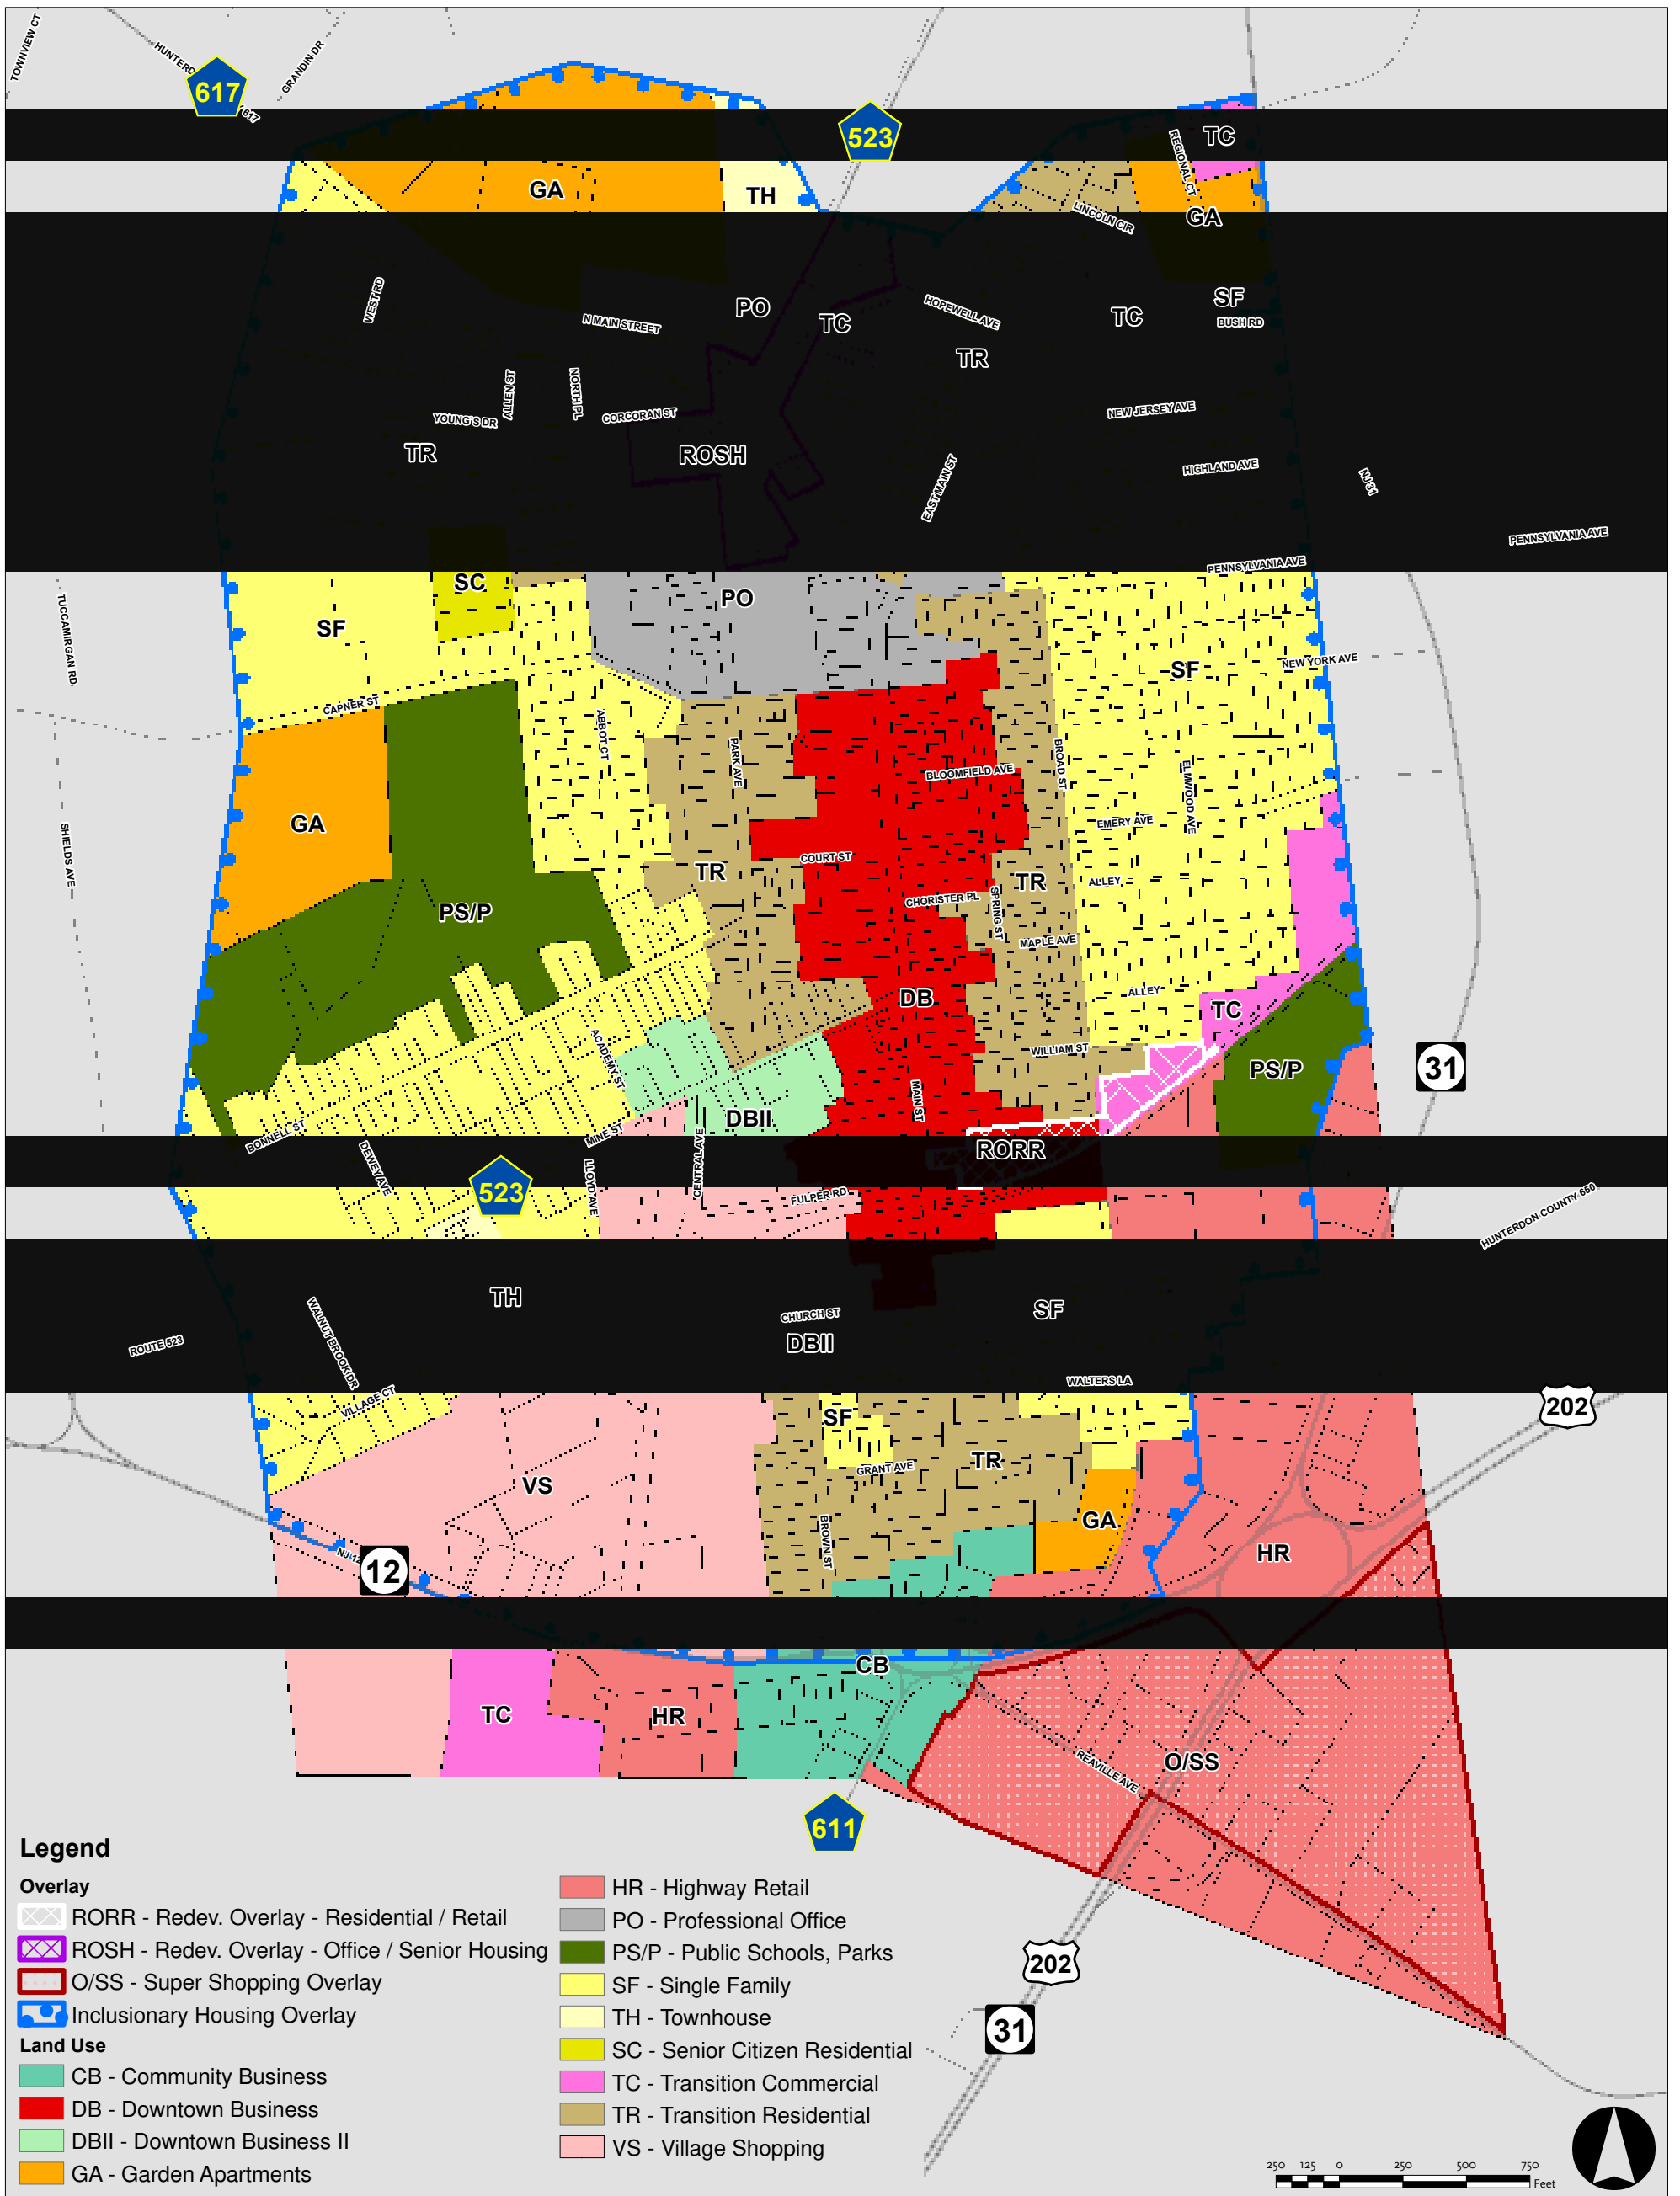 TOWNVIEW CT
GRANDIN DR
617
617
523
TC
REGIONAL CT
GA
TH
LINCOLN CIR
GA
WEST RD
PO
TC
HOPEWELL AVE
TC
SF
BUSH RD
N MAIN STREET
TR
ALLEN ST
NORTH PL
YOUNG'S DR
CORCORAN ST
NEW JERSEY AVE
TR
ROSH
EAST MAIN ST
HIGHLAND AVE
NJ 31
PENNSYLVANIA AVE
PENNSYLVANIA AVE
SC
PO
TUCCAMIRGAN RD
SF
SF
NEW YORK AVE
CAPNER ST
ABBOT CT
PARK AVE
BROAD ST
BLOOMFIELD AVE
ELMWOOD AVE
GA
EMERY AVE
SHIELDS AVE
COURT ST
TR
TR
ALLEY
PS/P
CHORISTER PL
SPRING ST
MAPLE AVE
DB
ALLEY
TC
ACADEMY ST
WILLIAM ST
PS/P
31
MAIN ST
DBII
BONNELL ST
MINE ST
RORR
DEWEY AVE
523
LLOYD AVE
CENTRAL AVE
FULPER RD
HUNTERDON COUNTY 650
TH
WALNUT BROOK DR
CHURCH ST
SF
DBII
ROUTE 523
WALTERS LA
VILLAGE CT
202
SF
TR
GRANT AVE
VS
GA
BROWN ST
HR
NJ 12
12
CB
TC
HR
REAVILLE AVE
O/SS
611
202
31
Legend
Overlay
RORR - Redev. Overlay - Residential / Retail
ROSH - Redev. Overlay - Office / Senior Housing
O/SS - Super Shopping Overlay
Inclusionary Housing Overlay
Land Use
CB - Community Business
DB - Downtown Business
DBII - Downtown Business II
GA - Garden Apartments
HR - Highway Retail
PO - Professional Office
PS/P - Public Schools, Parks
SF - Single Family
TH - Townhouse
SC - Senior Citizen Residential
TC - Transition Commercial
TR - Transition Residential
VS - Village Shopping
250 125 0 250 500 750
Feet